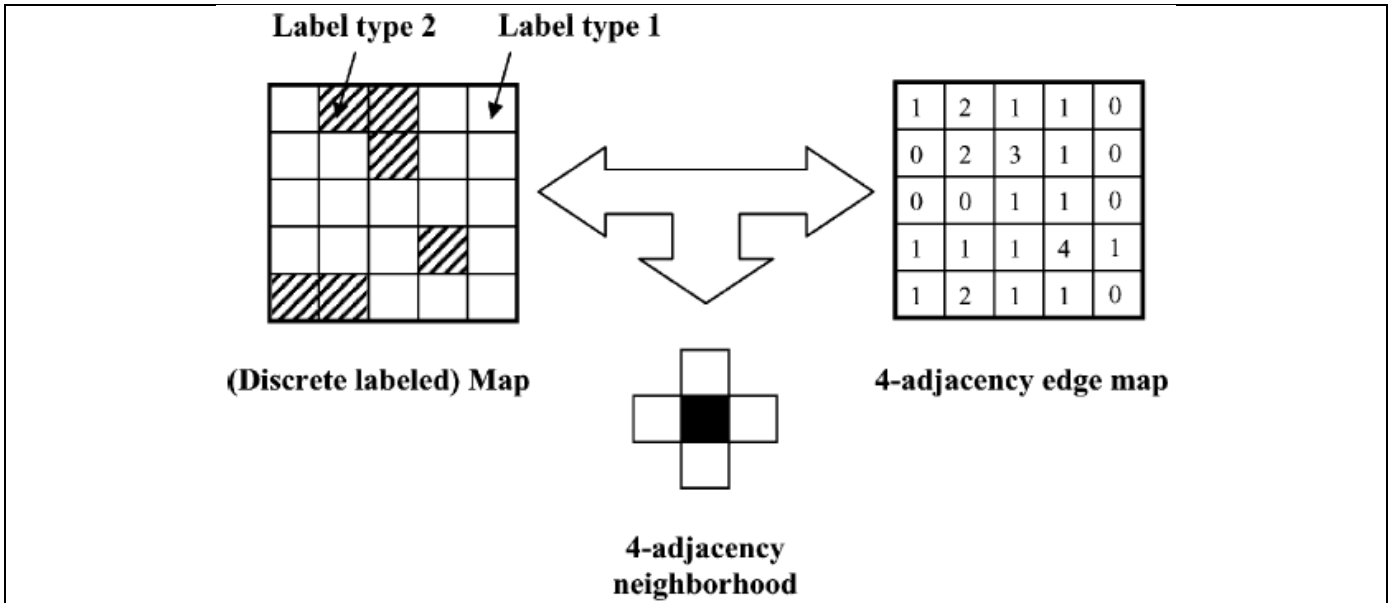 Label type 2 Label type 1
1 2 1 1 0
0 2 3 1 0
0 0 1 1 0
1 1 1 4 1
1 2 1 1 0
(Discrete labeled) Map
4-adjacency edge map
4-adjacency
neighborhood